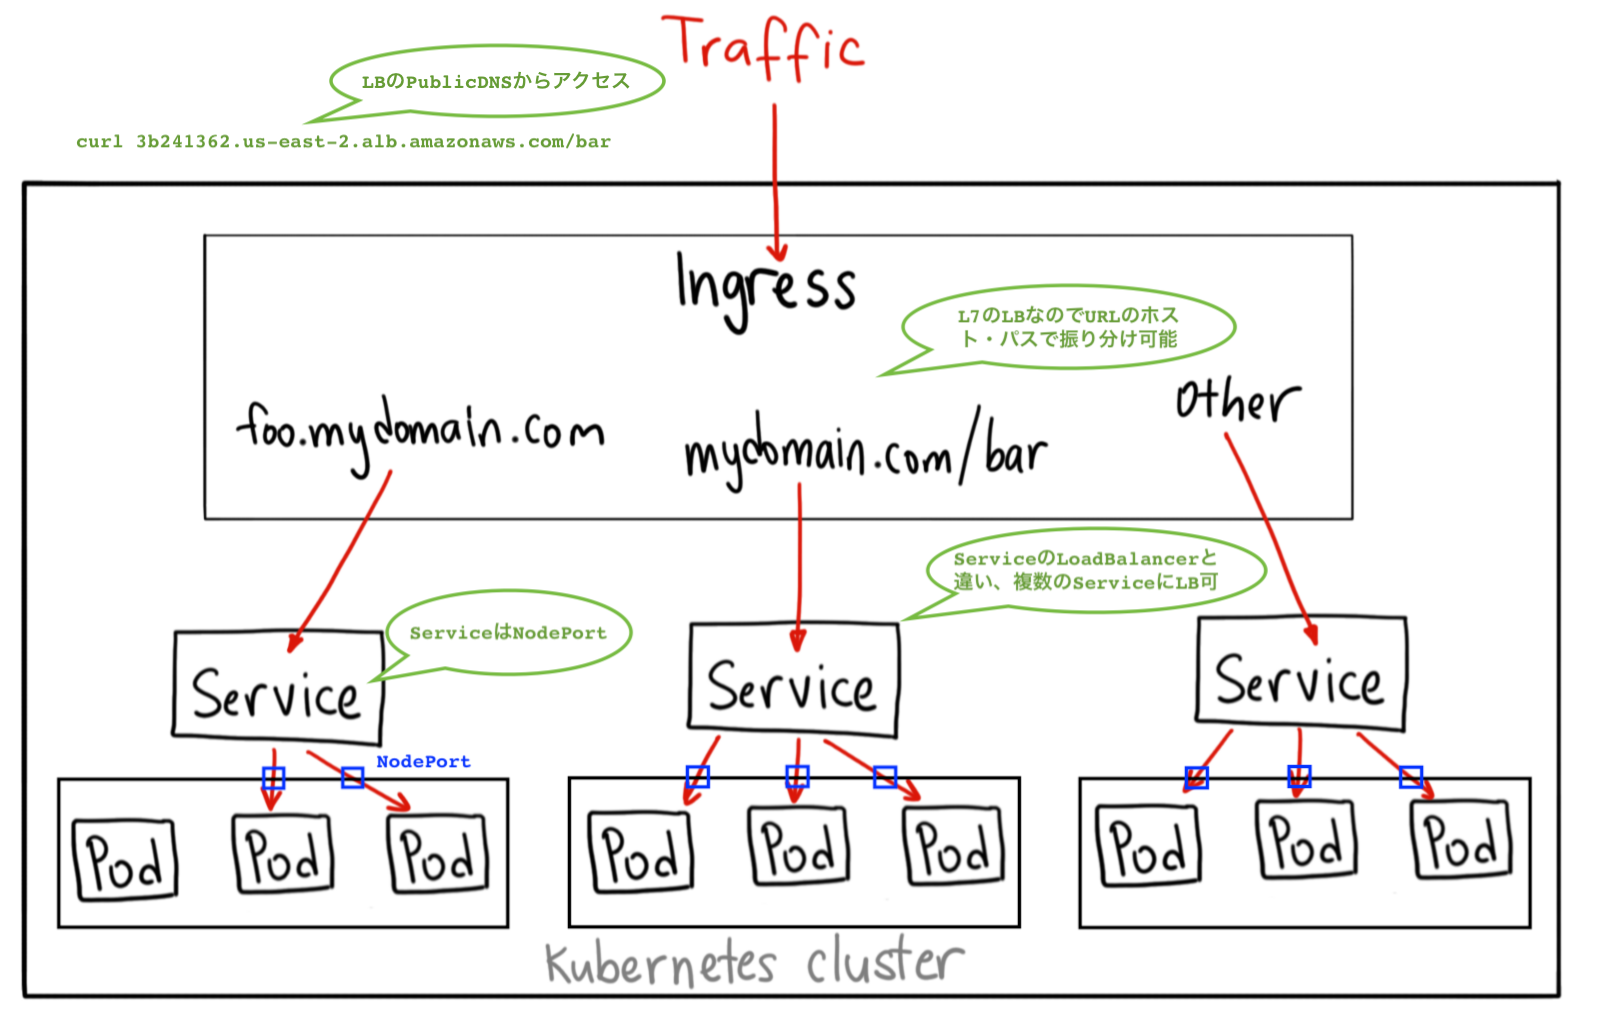 Traffic
LBのPublicDNSからアクセス
curl 3b241362.us-east-2.alb.amazonaws.com/bar
Ingress
L7のLBなのでURLのホス
ト・パスで振り分け可能
foo.mydomain.com
mydomain.com/bar
other
ServiceのLoadBalancerと
違い、複数のServiceにLB可
ServiceはNodePort
Service
Service
Service
NodePort
Pod
Pod
Pod
Pod
Pod
Pod
Pod
Pod
Pod
Kubernetes cluster